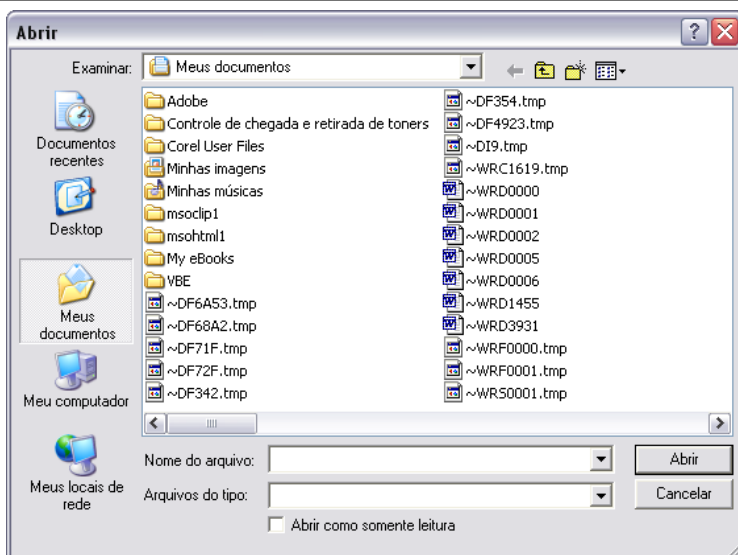 Abrir
Examinar:
Meus documentos
Documentos
recentes
Desktop
Meus
documentos
Meu computador
Meus locais de
rede
Adobe
Controle de chegada e retirada de toners
Corel User Files
Minhas imagens
Minhas músicas
msoclip1
msohtml1
My eBooks
VBE
~DF6A53.tmp
~DF68A2.tmp
~DF71F.tmp
~DF72F.tmp
~DF342.tmp
~DF354.tmp
~DF4923.tmp
~DI9.tmp
~WRC1619.tmp
~WRD0000
~WRD0001
~WRD0002
~WRD0005
~WRD0006
~WRD1455
~WRD3931
~WRF0000.tmp
~WRF0001.tmp
~WRS0001.tmp
Nome do arquivo:
Abrir
Arquivos do tipo:
Cancelar
Abrir como somente leitura